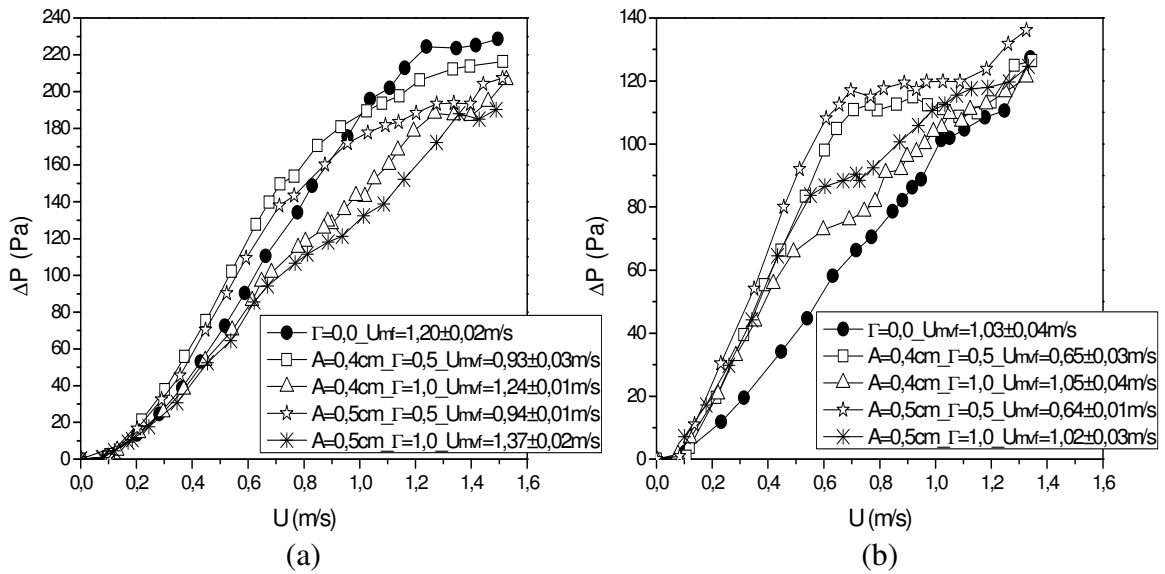 240
220
200
180
160
140
120
100
80
60
40
20
0
ΔP (Pa)
Γ=0,0_Umf=1,20±0,02m/s
A=0,4cm_Γ=0,5_Umvf=0,93±0,03m/s
A=0,4cm_Γ=1,0_Umvf=1,24±0,01m/s
A=0,5cm_Γ=0,5_Umvf=0,94±0,01m/s
A=0,5cm_Γ=1,0_Umvf=1,37±0,02m/s
0,0 0,2 0,4 0,6 0,8 1,0 1,2 1,4 1,6
U (m/s)
(a)
140
120
100
80
60
40
20
0
ΔP (Pa)
Γ=0,0_Umvf=1,03±0,04m/s
A=0,4cm_Γ=0,5_Umvf=0,65±0,03m/s
A=0,4cm_Γ=1,0_Umvf=1,05±0,04m/s
A=0,5cm_Γ=0,5_Umvf=0,64±0,01m/s
A=0,5cm_Γ=1,0_Umvf=1,02±0,03m/s
0,0 0,2 0,4 0,6 0,8 1,0 1,2 1,4 1,6
U (m/s)
(b)